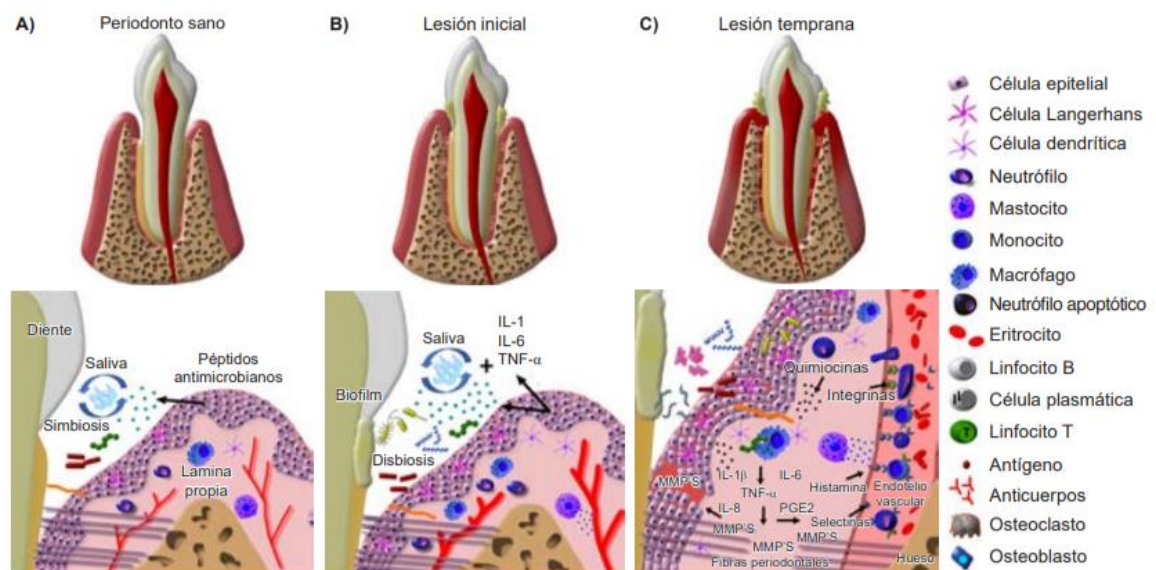 A) Periodonto sano
B) Lesión inicial
C) Lesión temprana
Diente
Saliva
Péptidos
antimicrobianos
Simbiosis
Lamina
propia
Saliva
+
IL-1
IL-6
TNF-α
Biofilm
Disbiosis
Quimiocinas
Integrinas
MMP'S
IL-1β
IL-6
TNF-α
Histamina
Endotelio
vascular
IL-8
PGE2
Selectinas
MMP'S
MMP'S
MMP'S
Fibras periodontales
Hueso
Célula epitelial
Célula Langerhans
Célula dendrítica
Neutrófilo
Mastocito
Monocito
Macrófago
Neutrófilo apoptótico
Eritrocito
Linfocito B
Célula plasmática
T Linfocito T
Antígeno
Anticuerpos
Osteoclasto
Osteoblasto